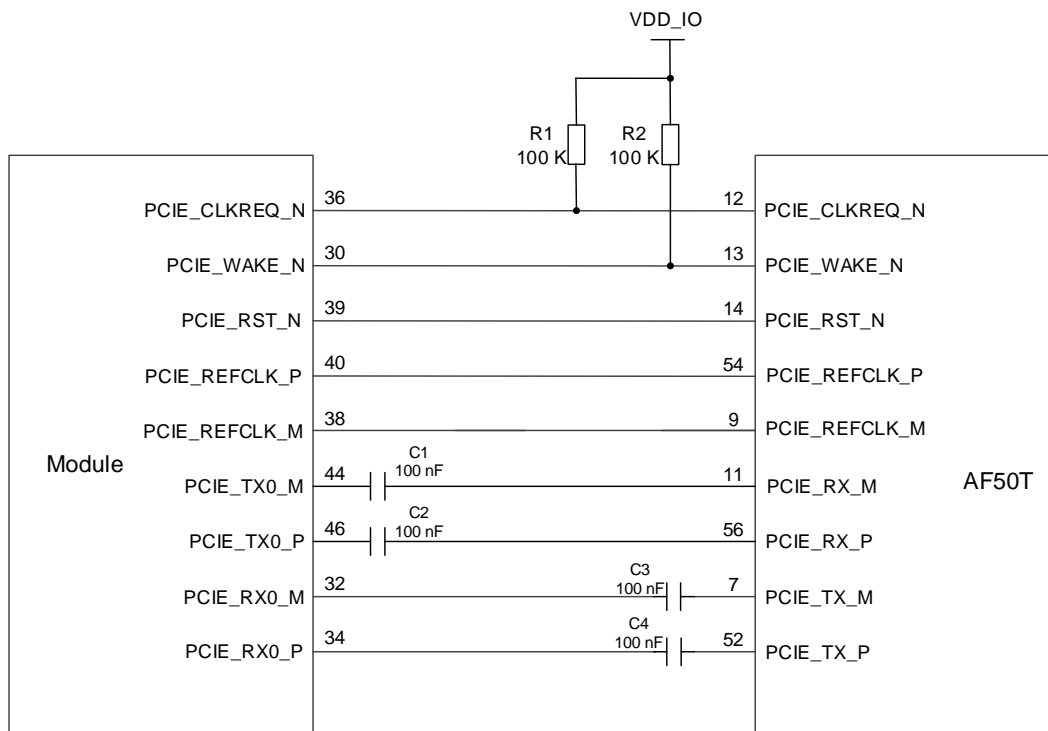 VDD_IO
R1
100 K
R2
100 K
PCIE_CLKREQ_N
36
12
PCIE_CLKREQ_N
PCIE_WAKE_N
30
13
PCIE_WAKE_N
PCIE_RST_N
39
14
PCIE_RST_N
PCIE_REFCLK_P
40
54
PCIE_REFCLK_P
PCIE_REFCLK_M
38
9
PCIE_REFCLK_M
Module
AF50T
C1
100 nF
PCIE_TX0_M
44
11
PCIE_RX_M
C2
100 nF
PCIE_TX0_P
46
56
PCIE_RX_P
C3
100 nF
PCIE_RX0_M
32
7
PCIE_TX_M
C4
100 nF
PCIE_RX0_P
34
52
PCIE_TX_P